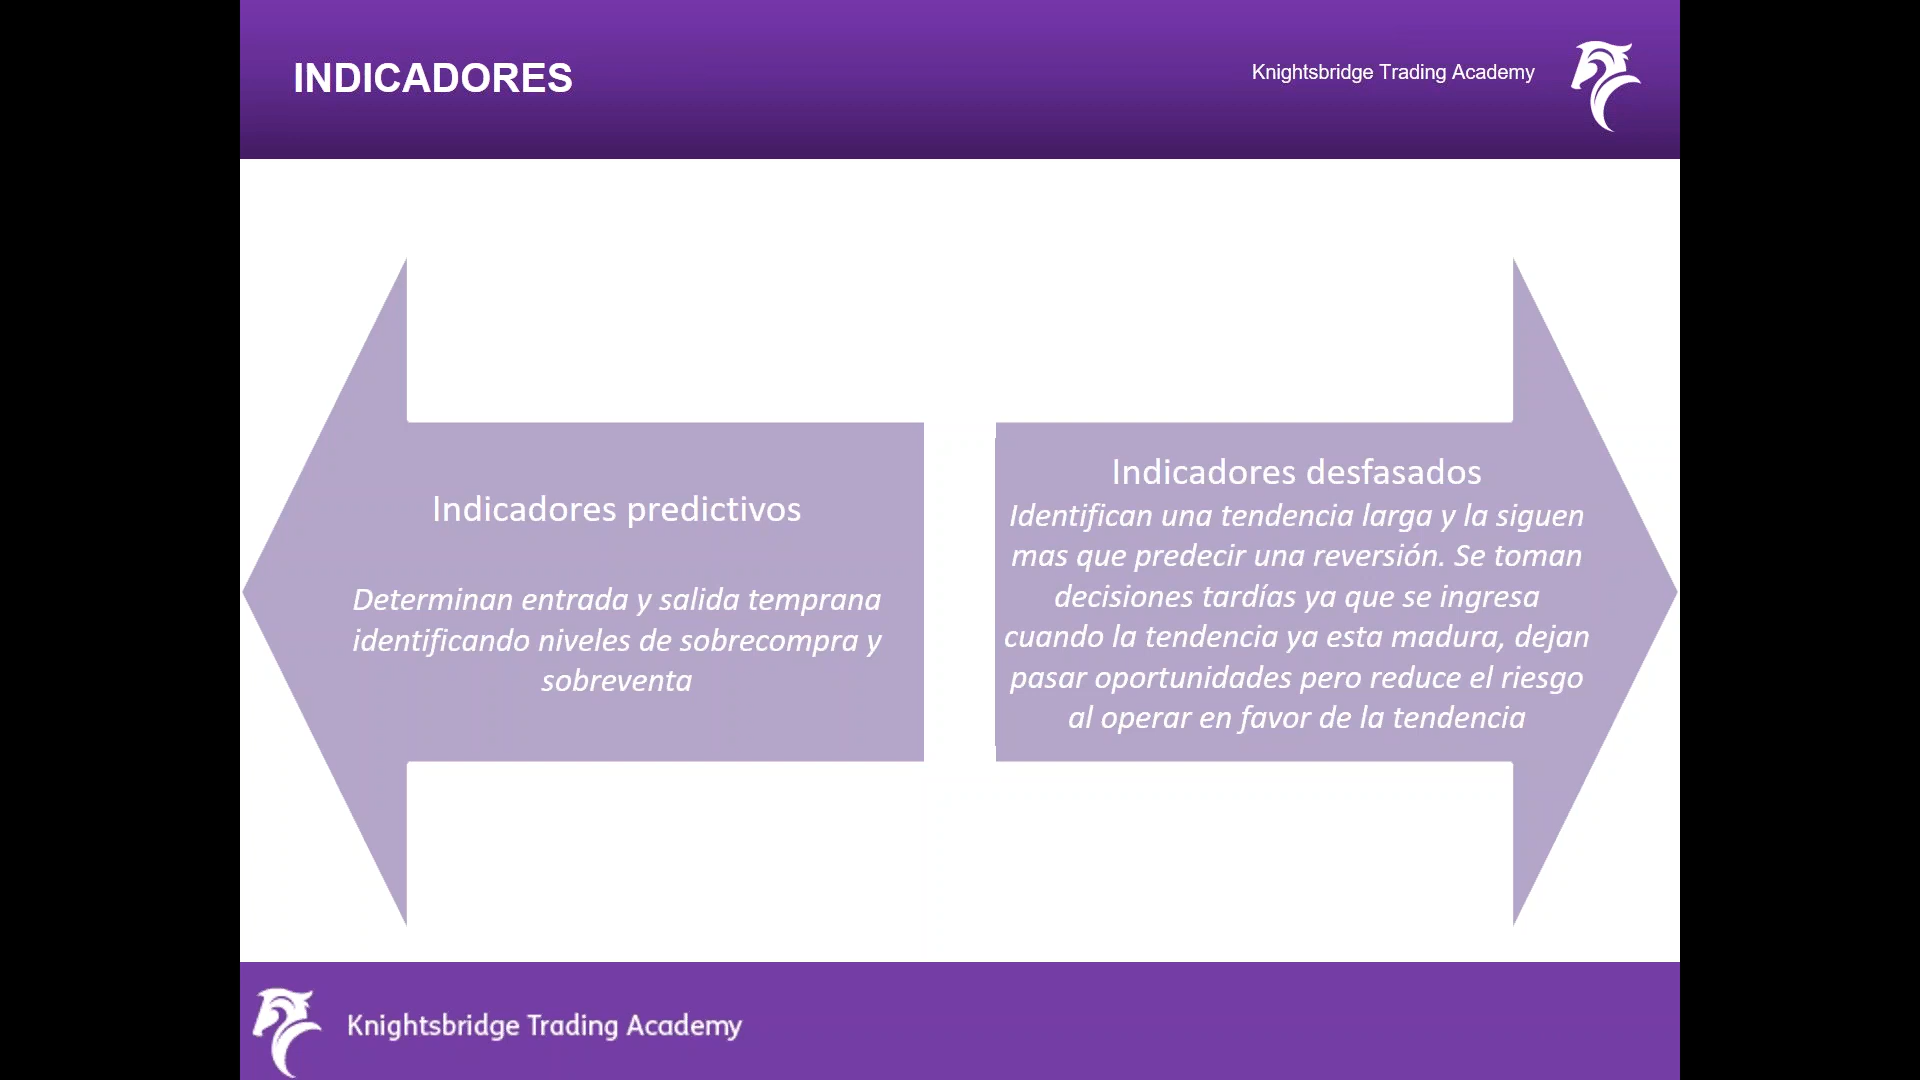 INDICADORES
Knightsbridge Trading Academy
Indicadores predictivos
Determinan entrada y salida temprana
identificando niveles de sobrecompra y
sobreventa
Indicadores desfasados
Identifican una tendencia larga y la siguen
mas que predecir una reversión. Se toman
decisiones tardías ya que se ingresa
cuando la tendencia ya esta madura, dejan
pasar oportunidades pero reduce el riesgo
al operar en favor de la tendencia
Knightsbridge Trading Academy